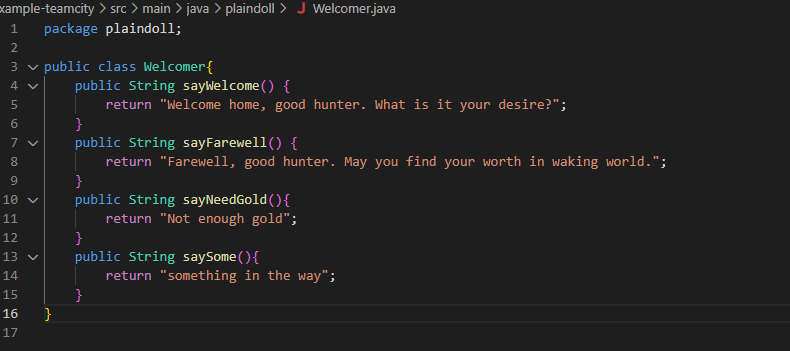 xample-teamcity > src > main > java > plaindoll > J Welcomer.java
1 package plaindoll;
2
3 public class Welcomer{
4     public String sayWelcome() {
5         return "Welcome home, good hunter. What is it your desire?";
6     }
7     public String sayFarewell() {
8         return "Farewell, good hunter. May you find your worth in waking world.";
9     }
10     public String sayNeedGold(){
11         return "Not enough gold";
12     }
13     public String saySome(){
14         return "something in the way";
15     }
16 }
17